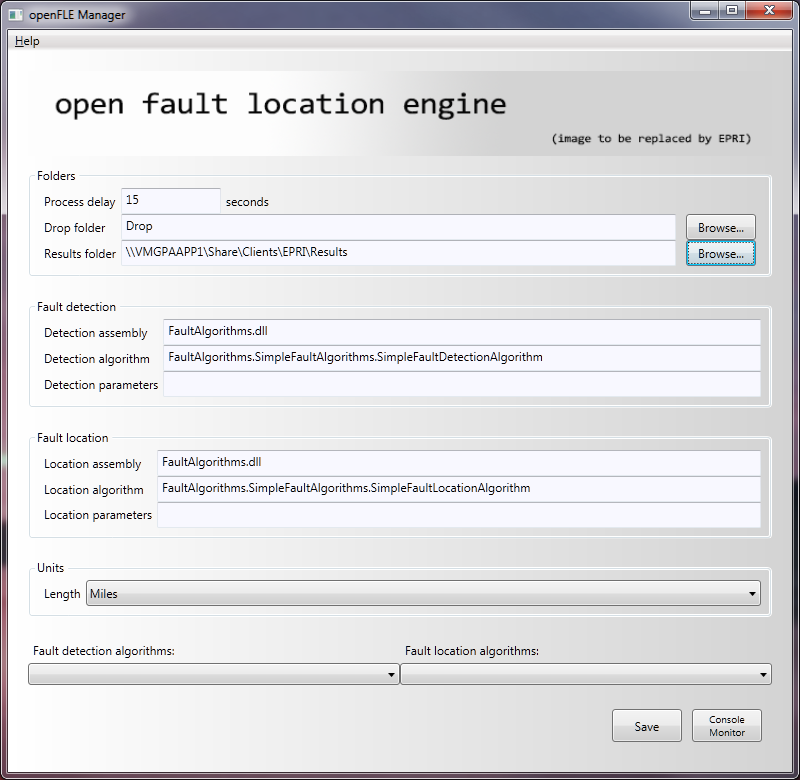 openFLE Manager
Help
open fault location engine
(image to be replaced by EPRI)
Folders
Process delay 15 seconds
Drop folder Drop Browse...
Results folder \\VMGPAAPP1\Share\Clients\EPRI\Results Browse...
Fault detection
Detection assembly FaultAlgorithms.dll
Detection algorithm FaultAlgorithms.SimpleFaultAlgorithms.SimpleFaultDetectionAlgorithm
Detection parameters
Fault location
Location assembly FaultAlgorithms.dll
Location algorithm FaultAlgorithms.SimpleFaultAlgorithms.SimpleFaultLocationAlgorithm
Location parameters
Units
Length Miles
Fault detection algorithms: Fault location algorithms:
Save Console Monitor